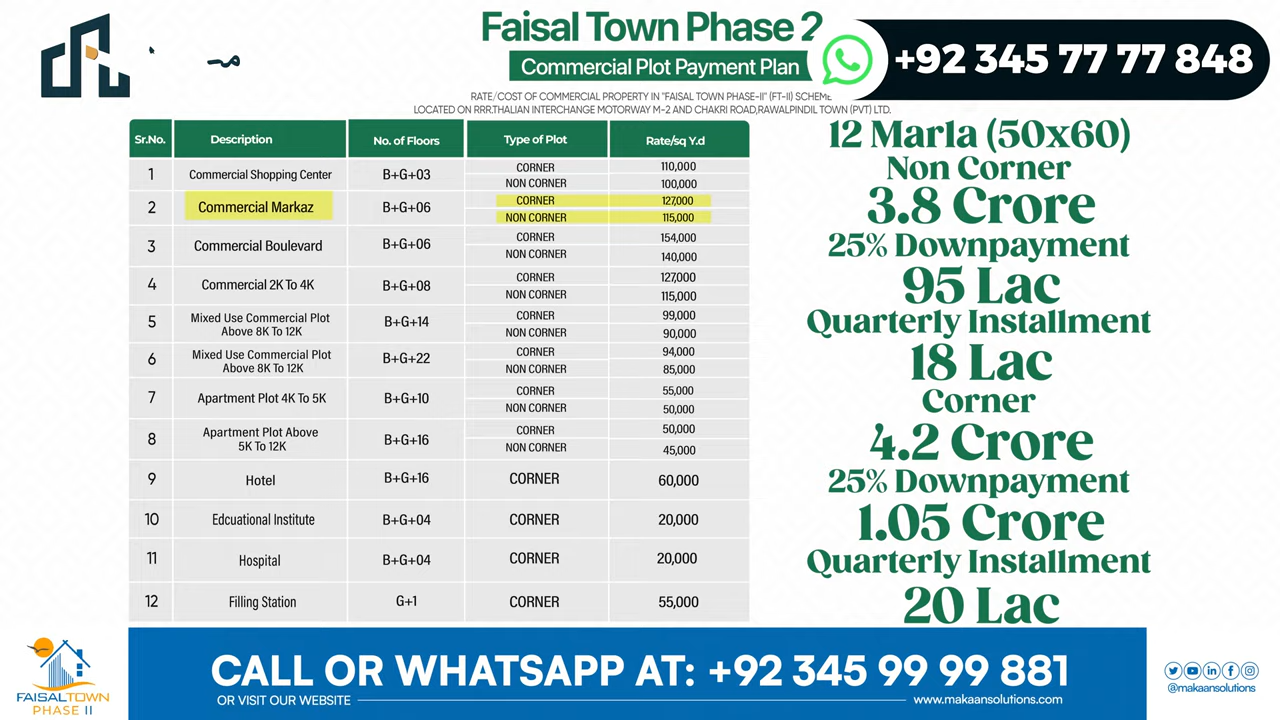 Faisal Town Phase 2
Commercial Plot Payment Plan
+92 345 77 77 848
RATE/COST OF COMMERCIAL PROPERTY IN "FAISAL TOWN PHASE-II" (FT-II) SCHEME
LOCATED ON RRR.THALIAN INTERCHANGE MOTORWAY M-2 AND CHAKRI ROAD,RAWALPINDIL TOWN (PVT) LTD.
Sr.No. Description No. of Floors Type of Plot Rate/sq Y.d
1 Commercial Shopping Center B+G+03 CORNER 110,000
NON CORNER 100,000
2 Commercial Markaz B+G+06 CORNER 127,000
NON CORNER 115,000
3 Commercial Boulevard B+G+06 CORNER 154,000
NON CORNER 140,000
4 Commercial 2K To 4K B+G+08 CORNER 127,000
NON CORNER 115,000
5 Mixed Use Commercial Plot
Above 8K To 12K B+G+14 CORNER 99,000
NON CORNER 90,000
6 Mixed Use Commercial Plot
Above 8K To 12K B+G+22 CORNER 94,000
NON CORNER 85,000
7 Apartment Plot 4K To 5K B+G+10 CORNER 55,000
NON CORNER 50,000
8 Apartment Plot Above
5K To 12K B+G+16 CORNER 50,000
NON CORNER 45,000
9 Hotel B+G+16 CORNER 60,000
10 Edcuational Institute B+G+04 CORNER 20,000
11 Hospital B+G+04 CORNER 20,000
12 Filling Station G+1 CORNER 55,000
12 Marla (50x60)
Non Corner
3.8 Crore
25% Downpayment
95 Lac
Quarterly Installment
18 Lac
Corner
4.2 Crore
25% Downpayment
1.05 Crore
Quarterly Installment
20 Lac
FAISALTOWN
PHASE II
CALL OR WHATSAPP AT: +92 345 99 99 881
OR VISIT OUR WEBSITE www.makaansolutions.com
@makaansolutions